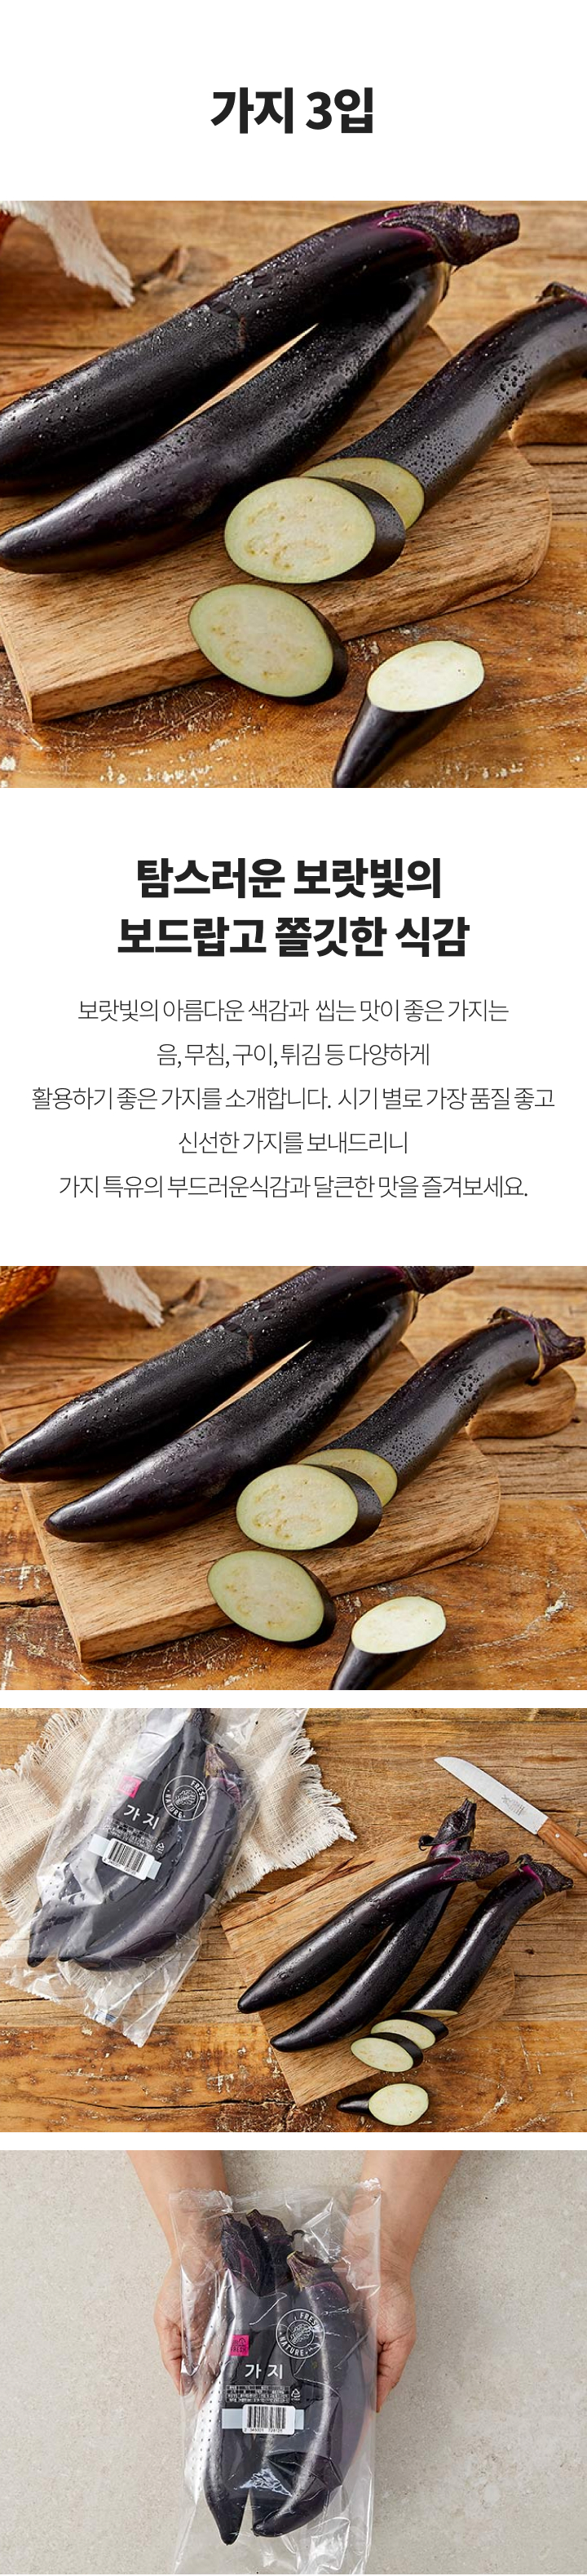 가지 3입
탐스러운 보랏빛의
보드랍고 쫄깃한 식감
보랏빛의 아름다운 색감과 씹는 맛이 좋은 가지는
음, 무침, 구이, 튀김 등 다양하게
활용하기 좋은 가지를 소개합니다. 시기 별로 가장 품질 좋고
신선한 가지를 보내드리니
가지 특유의 부드러운식감과 달큰한 맛을 즐겨보세요.
가지
FRESH
NATURE
가지
FRESH
NATURE